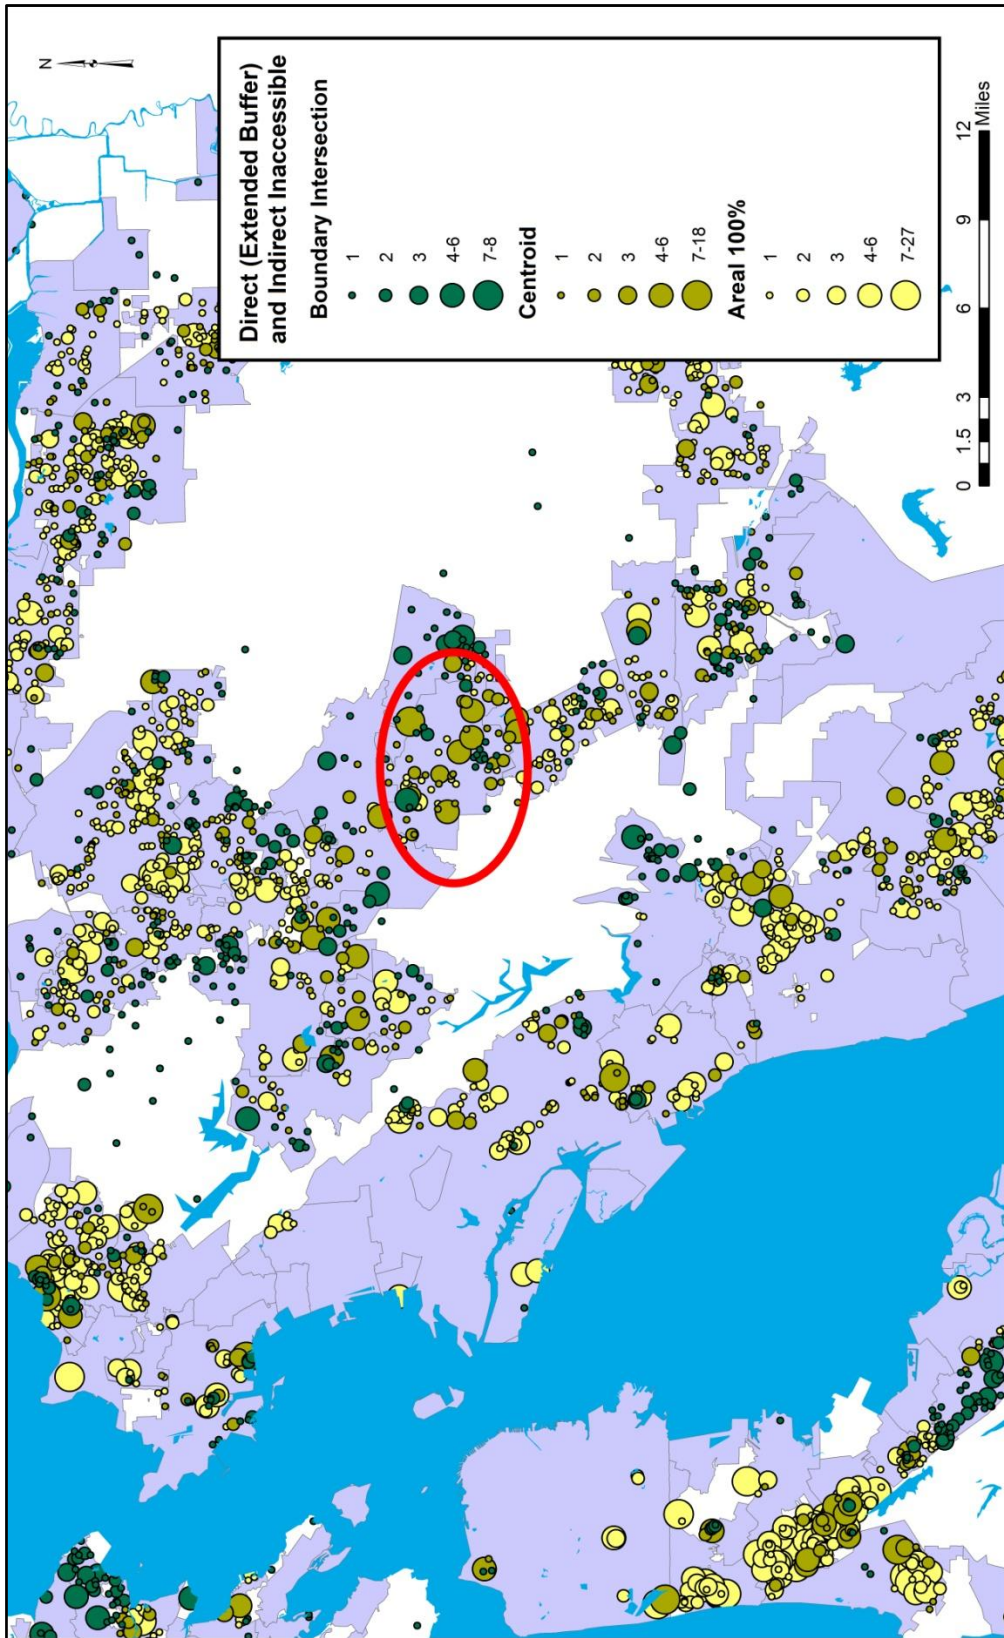 N
Direct (Extended Buffer)
and Indirect Inaccessible
Boundary Intersection
1
2
3
4-6
7-8
Centroid
1
2
3
4-6
7-18
Areal 100%
1
2
3
4-6
7-27
0 1.5 3 6 9 12
Miles